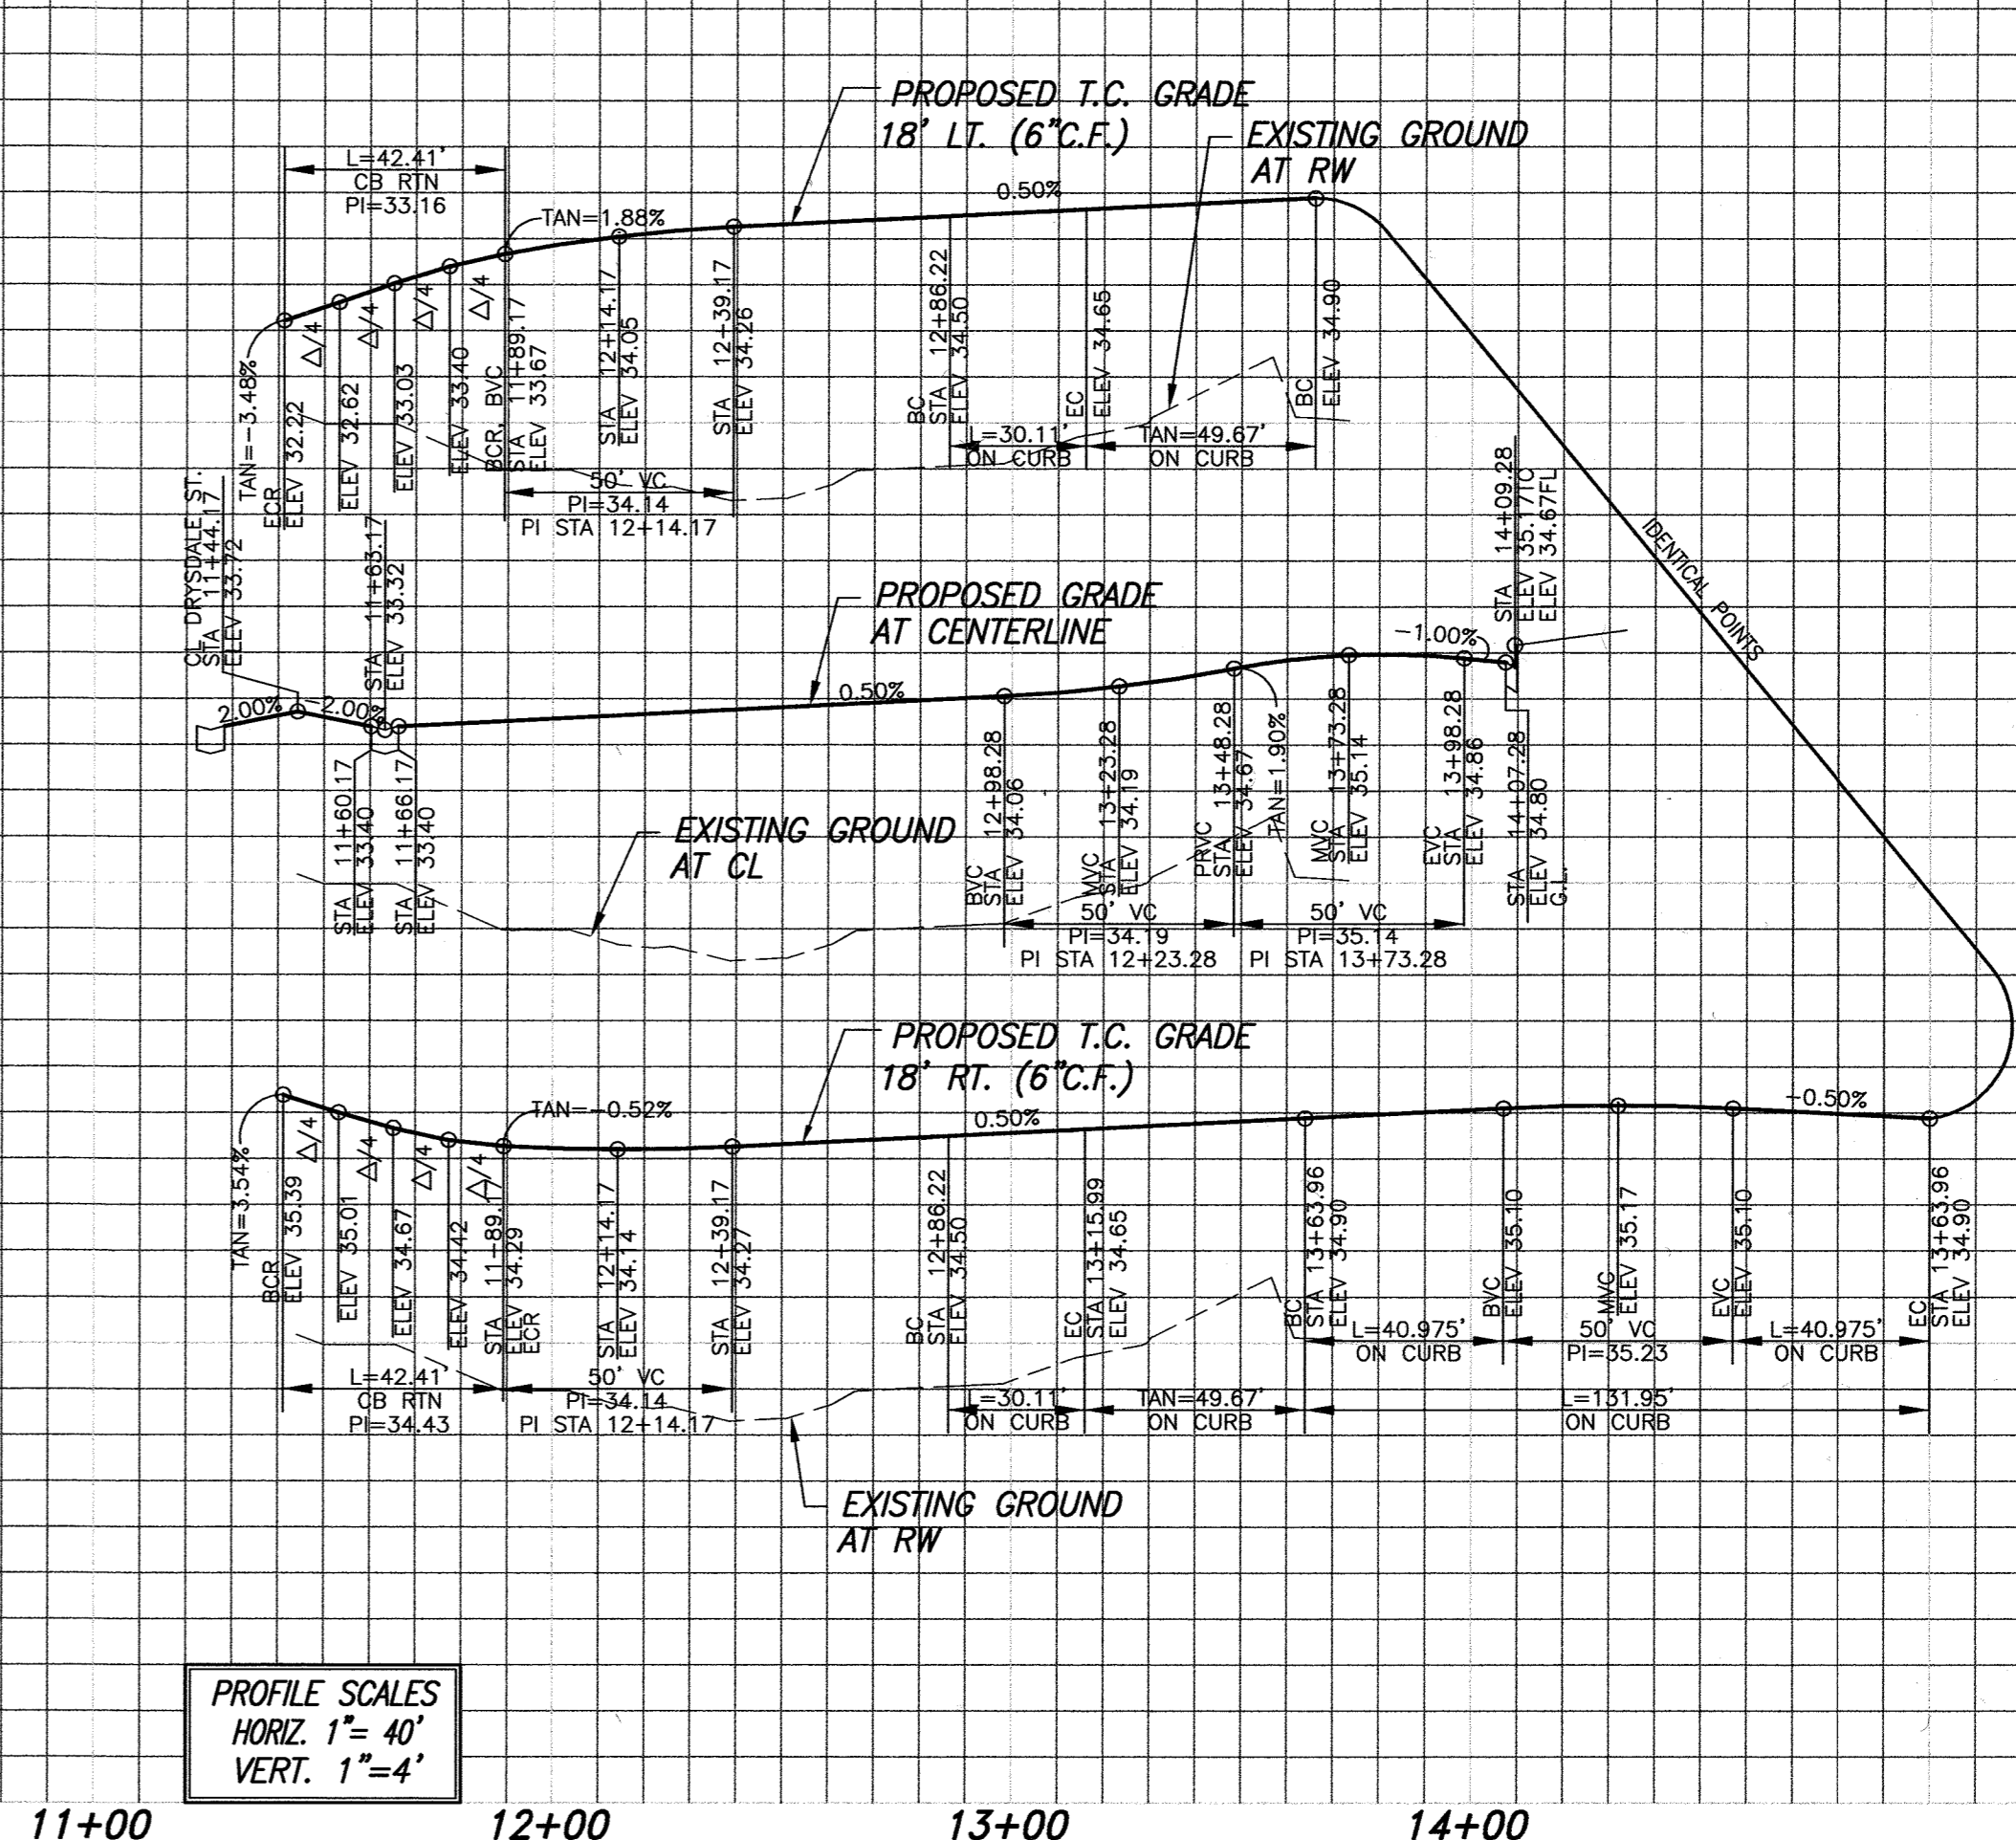 PROPOSED T.C. GRADE
18' LT. (6"C.F.)
EXISTING GROUND
AT RW
L=42.41'
CB RTN
PI=33.16
TAN=1.88%
0.50%
TAN=-3.48%
ECR
ELEV 32.22
△/4
ELEV 32.62
△/4
ELEV 33.03
△/4
ELEV 33.40
△/4
BCR, BVC
STA 11+89.17
ELEV 33.67
STA 12+14.17
ELEV 34.05
STA 12+39.17
ELEV 34.26
BC
STA 12+86.22
ELEV 34.50
EC
ELEV 34.65
BC
ELEV 34.90
50' VC
PI=34.14
PI STA 12+14.17
L=30.11'
ON CURB
TAN=49.67'
ON CURB
IDENTICAL POINTS
CL DRYSDALE ST.
STA 11+44.17
ELEV 33.72
STA 11+63.17
ELEV 33.32
2.00%
-2.00%
STA 11+60.17
ELEV 33.40
STA 11+66.17
ELEV 33.40
PROPOSED GRADE
AT CENTERLINE
0.50%
EXISTING GROUND
AT CL
BVC
STA 12+98.28
ELEV 34.06
MVC
STA 13+23.28
ELEV 34.19
PRVC
STA 13+48.28
ELEV 34.67
TAN=1.90%
MVC
STA 13+73.28
ELEV 35.14
EVC
STA 13+98.28
ELEV 34.86
-1.00%
STA 14+09.28
ELEV 35.17TC
ELEV 34.67FL
STA 14+07.28
ELEV 34.80
G.L.
50' VC
PI=34.19
PI STA 12+23.28
50' VC
PI=35.14
PI STA 13+73.28
PROPOSED T.C. GRADE
18' RT. (6"C.F.)
TAN=3.54%
BCR
ELEV 35.39
△/4
ELEV 35.01
△/4
ELEV 34.67
△/4
ELEV 34.42
△/4
STA 11+89.17
ELEV 34.29
ECR
TAN=-0.52%
STA 12+14.17
ELEV 34.14
STA 12+39.17
ELEV 34.27
0.50%
BC
STA 12+86.22
ELEV 34.50
EC
STA 13+15.99
ELEV 34.65
BC
STA 13+63.96
ELEV 34.90
BVC
ELEV 35.10
MVC
ELEV 35.17
EVC
ELEV 35.10
-0.50%
EC
STA 13+63.96
ELEV 34.90
L=42.41'
CB RTN
PI=34.43
50' VC
PI=34.14
PI STA 12+14.17
L=30.11'
ON CURB
TAN=49.67'
ON CURB
L=40.975'
ON CURB
50' VC
PI=35.23
L=40.975'
ON CURB
L=131.95'
ON CURB
EXISTING GROUND
AT RW
PROFILE SCALES
HORIZ. 1"= 40'
VERT. 1"=4'
11+00 12+00 13+00 14+00